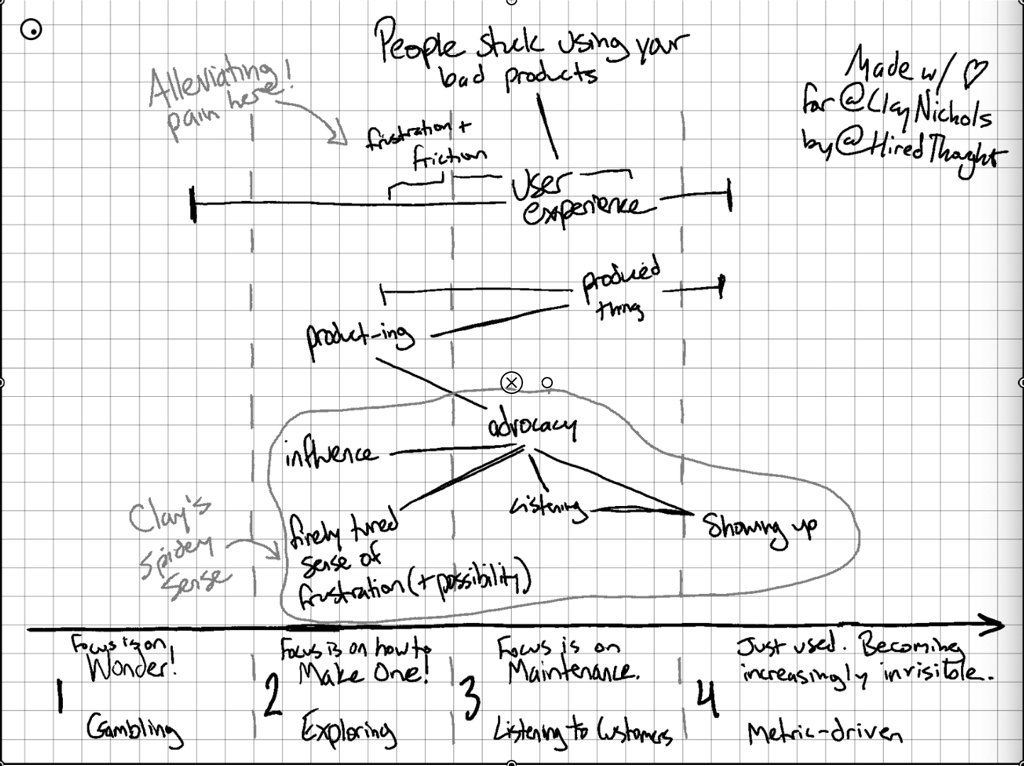 People stuck using your
bad products
Alleviating
pain here!
Made w/ ♡
for @ClayNichols
by @HiredThought
frustration +
friction
User
experience
produced
thing
product-ing
advocacy
influence
Listening
Showing up
finely tuned
sense of
frustration (+ possibility)
Clay's
Spidey
Sense
Focus is on
Wonder!
1
Gambling
Focus is on how to
Make One!
2
Exploring
Focus is on
Maintenance.
3
Listening to Customers
Just used. Becoming
increasingly invisible.
4
Metric-driven